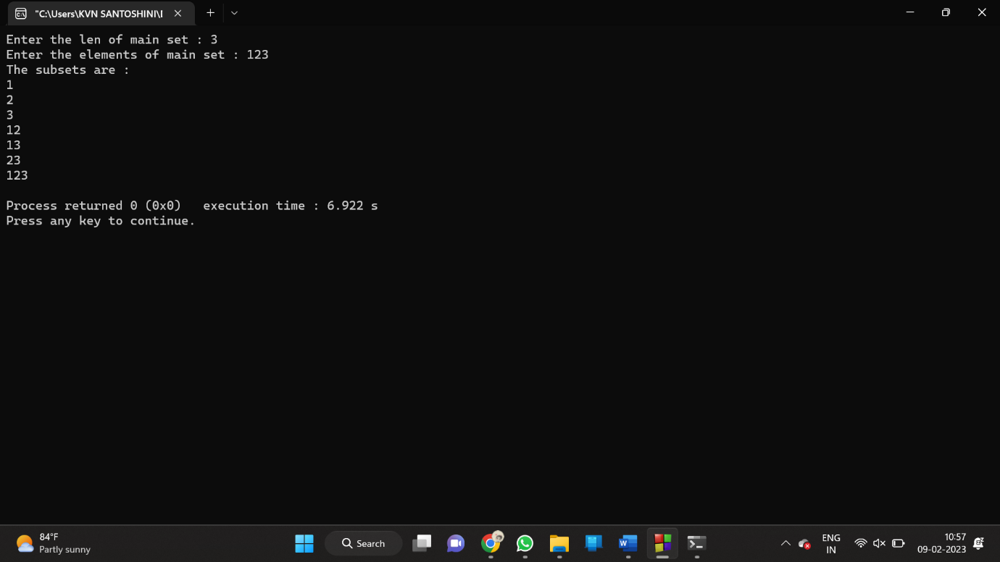 "C:\Users\KVN SANTOSHINI\I
Enter the len of main set : 3
Enter the elements of main set : 123
The subsets are :
1
2
3
12
13
23
123
Process returned 0 (0x0)   execution time : 6.922 s
Press any key to continue.
84°F
Partly sunny
Search
ENG
IN
10:57
09-02-2023